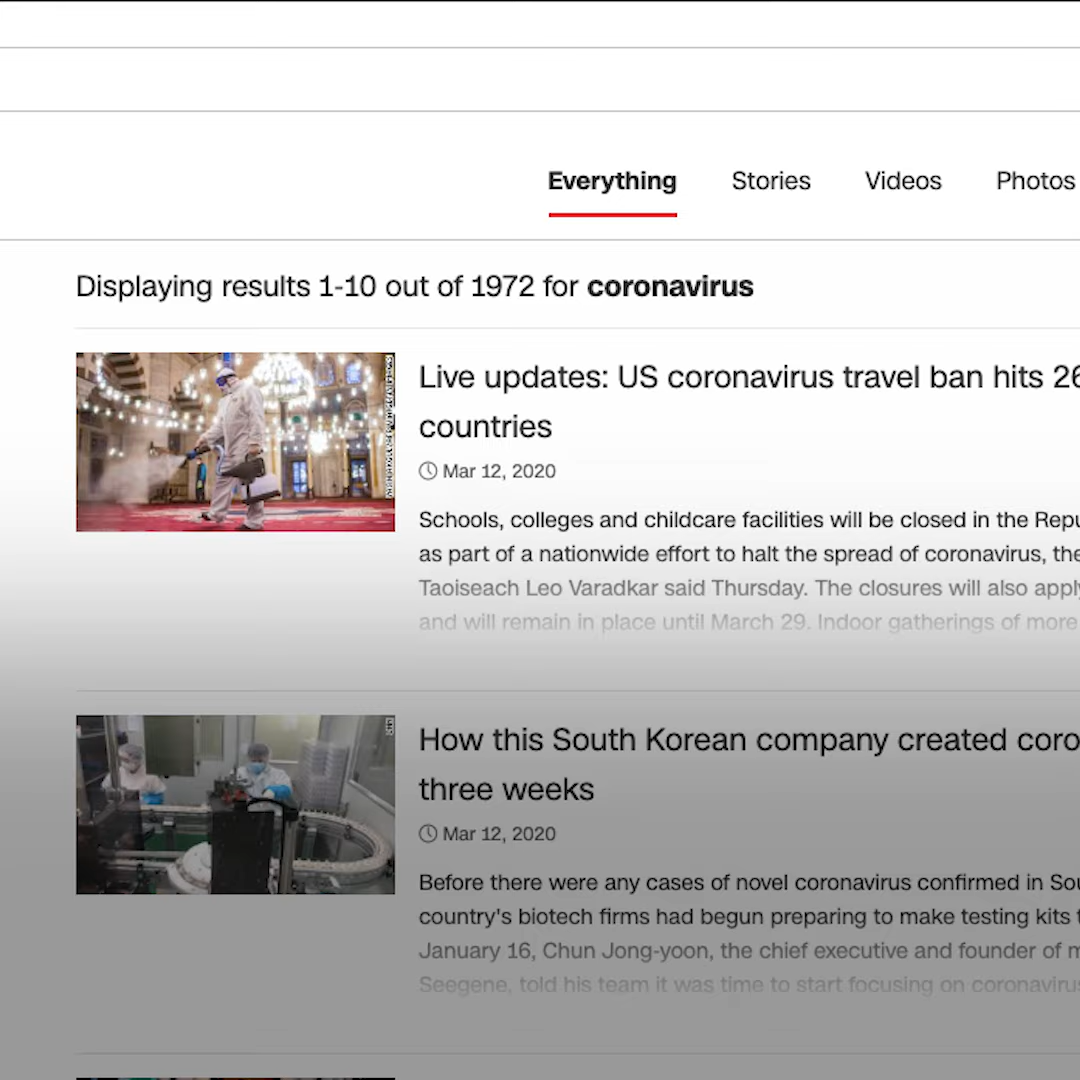 Everything Stories Videos Photos
Displaying results 1-10 out of 1972 for coronavirus
Live updates: US coronavirus travel ban hits 26
countries
Mar 12, 2020
Schools, colleges and childcare facilities will be closed in the
as part of a nationwide effort to halt the spread of coronavirus, the
Taoiseach Leo Varadkar said Thursday. The closures will also apply
and will remain in place until March 29. Indoor gatherings of more
How this South Korean company created
three weeks
Mar 12, 2020
Before there were any cases of novel coronavirus confirmed in
country's biotech firms had begun preparing to make testing kits
January 16, Chun Jong-yoon, the chief executive and founder of
Seegene, told his team it was time to start focusing on coronavirus